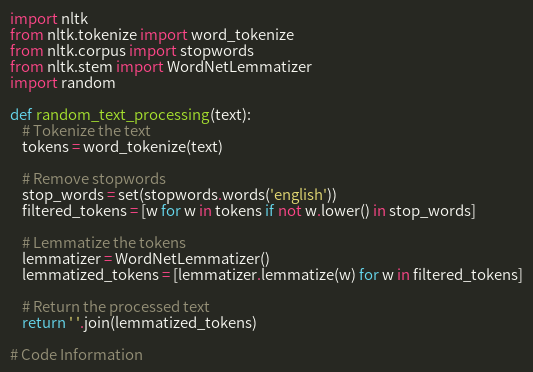 import nltk
from nltk.tokenize import word_tokenize
from nltk.corpus import stopwords
from nltk.stem import WordNetLemmatizer
import random

def random_text_processing(text):
    # Tokenize the text
    tokens = word_tokenize(text)

    # Remove stopwords
    stop_words = set(stopwords.words('english'))
    filtered_tokens = [w for w in tokens if not w.lower() in stop_words]

    # Lemmatize the tokens
    lemmatizer = WordNetLemmatizer()
    lemmatized_tokens = [lemmatizer.lemmatize(w) for w in filtered_tokens]

    # Return the processed text
    return ' '.join(lemmatized_tokens)

# Code Information